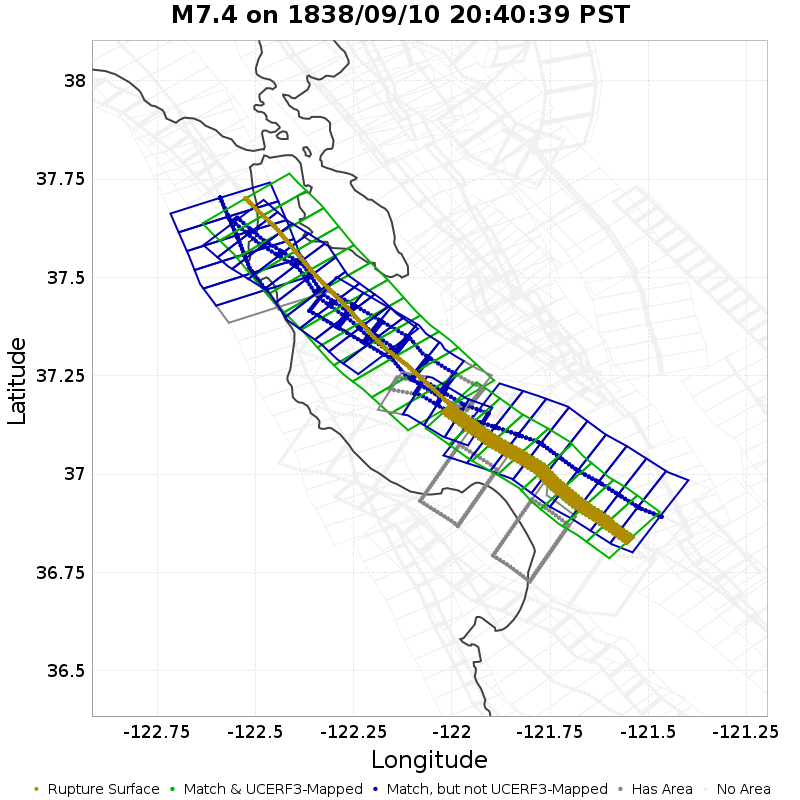 M7.4 on 1838/09/10 20:40:39 PST
38
37.75
37.5
37.25
37
36.75
36.5
Latitude
-122.75 -122.5 -122.25 -122 -121.75 -121.5 -121.25
Longitude
Rupture Surface Match & UCERF3-Mapped Match, but not UCERF3-Mapped Has Area No Area